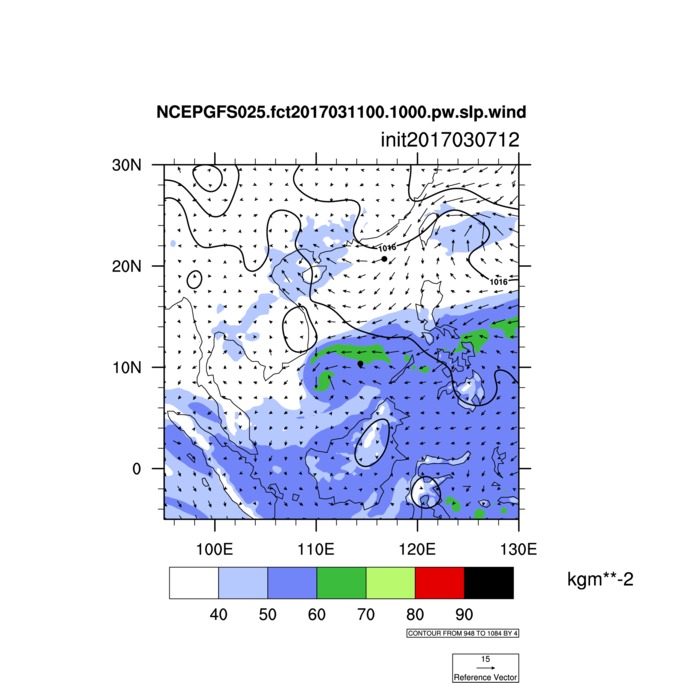 NCEPGFS025.fct2017031100.1000.pw.slp.wind
init2017030712
30N
1016
20N
1016
10N
0
100E 110E 120E 130E
kgm**-2
40 50 60 70 80 90
CONTOUR FROM 948 TO 1084 BY 4
15
Reference Vector